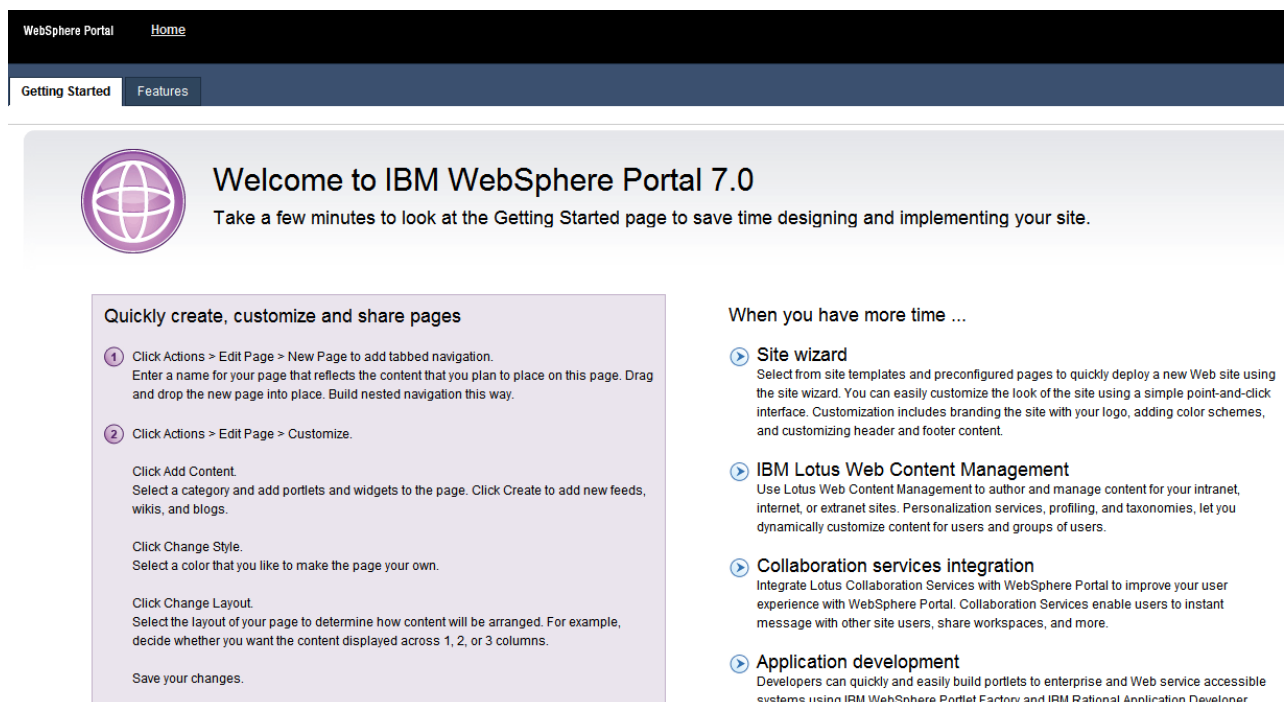 WebSphere Portal Home
Getting Started Features
Welcome to IBM WebSphere Portal 7.0
Take a few minutes to look at the Getting Started page to save time designing and implementing your site.
Quickly create, customize and share pages
1 Click Actions > Edit Page > New Page to add tabbed navigation.
Enter a name for your page that reflects the content that you plan to place on this page. Drag
and drop the new page into place. Build nested navigation this way.
2 Click Actions > Edit Page > Customize.
Click Add Content.
Select a category and add portlets and widgets to the page. Click Create to add new feeds,
wikis, and blogs.
Click Change Style.
Select a color that you like to make the page your own.
Click Change Layout.
Select the layout of your page to determine how content will be arranged. For example,
decide whether you want the content displayed across 1, 2, or 3 columns.
Save your changes.
When you have more time ...
Site wizard
Select from site templates and preconfigured pages to quickly deploy a new Web site using
the site wizard. You can easily customize the look of the site using a simple point-and-click
interface. Customization includes branding the site with your logo, adding color schemes,
and customizing header and footer content.
IBM Lotus Web Content Management
Use Lotus Web Content Management to author and manage content for your intranet,
internet, or extranet sites. Personalization services, profiling, and taxonomies, let you
dynamically customize content for users and groups of users.
Collaboration services integration
Integrate Lotus Collaboration Services with WebSphere Portal to improve your user
experience with WebSphere Portal. Collaboration Services enable users to instant
message with other site users, share workspaces, and more.
Application development
Developers can quickly and easily build portlets to enterprise and Web service accessible
systems using IBM WebSphere Portlet Factory and IBM Rational Application Developer